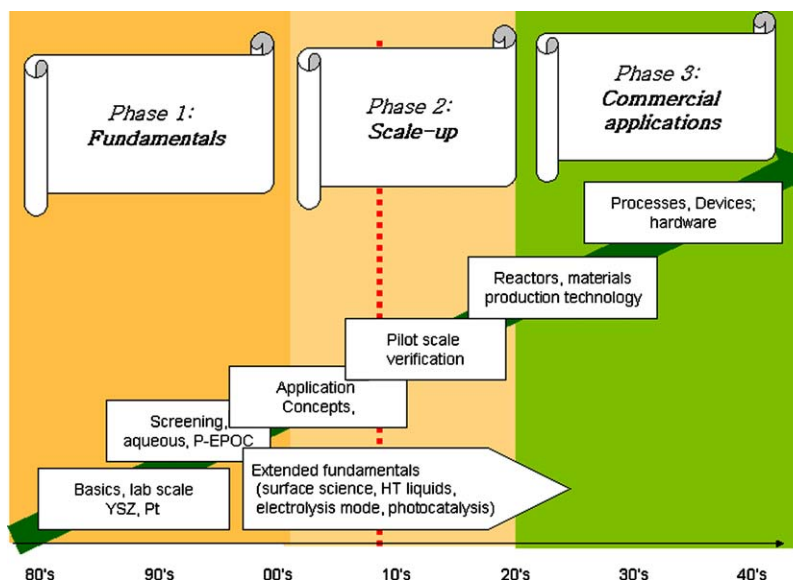 Phase 1:
Fundamentals
Phase 2:
Scale-up
Phase 3:
Commercial
applications
Processes, Devices;
hardware
Reactors, materials
production technology
Pilot scale
verification
Application
Concepts,
Screening,
aqueous, P-EPOC
Extended fundamentals
(surface science, HT liquids,
electrolysis mode, photocatalysis)
Basics, lab scale
YSZ, Pt
80's 90's 00's 10's 20's 30's 40's